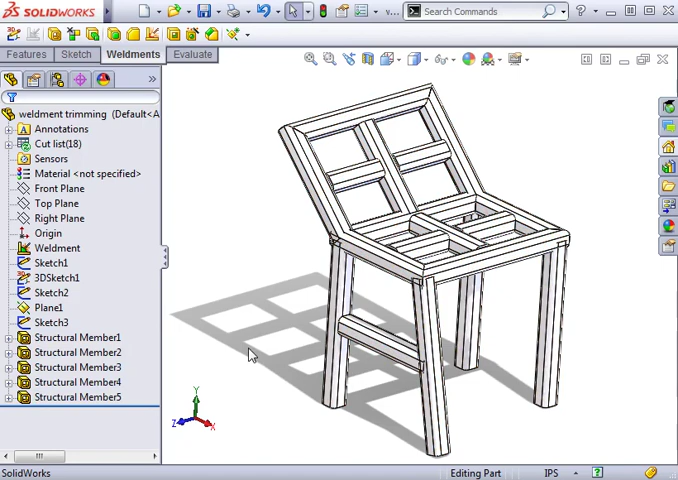 SOLIDWORKS
v...
Search Commands
Features
Sketch
Weldments
Evaluate
weldment trimming (Default<A
Annotations
Cut list(18)
Sensors
Material <not specified>
Front Plane
Top Plane
Right Plane
Origin
Weldment
Sketch1
3DSketch1
Sketch2
Plane1
Sketch3
Structural Member1
Structural Member2
Structural Member3
Structural Member4
Structural Member5
Y
Z
X
SolidWorks
Editing Part
IPS